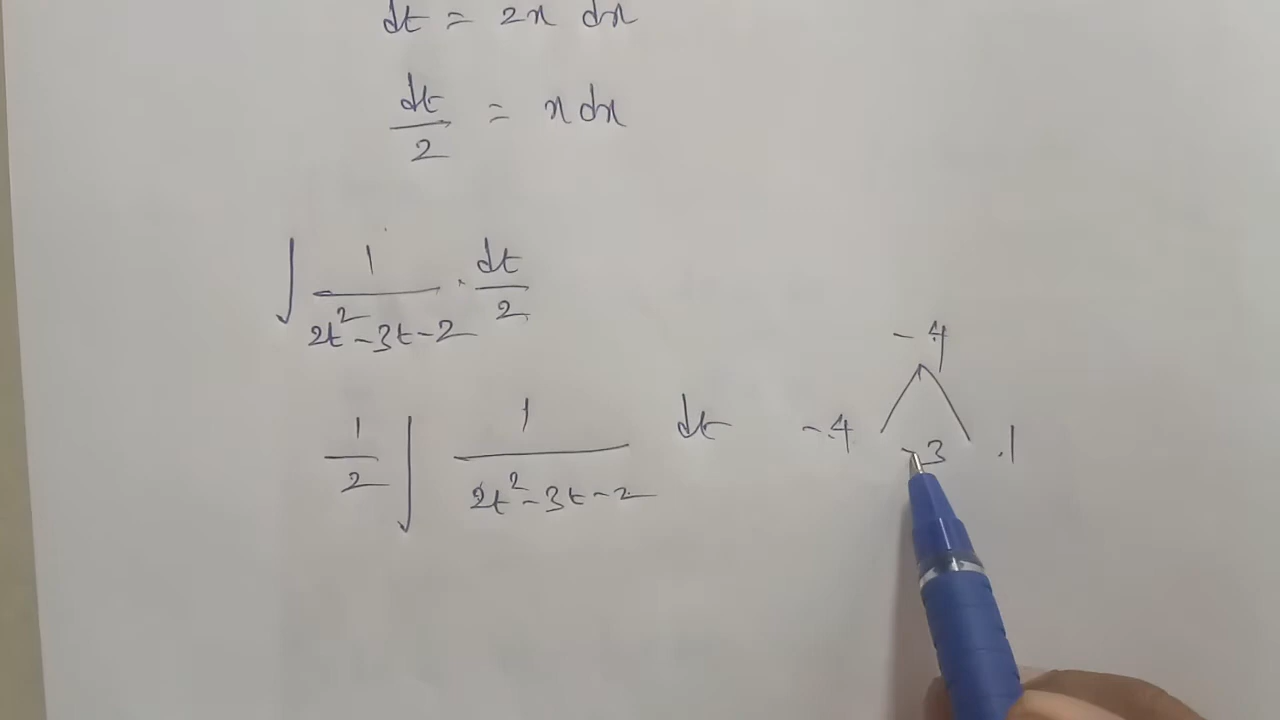 dt = 2x dx
dt/2 = x dx
∫ 1/(2t² - 3t - 2) · dt/2
1/2 ∫ 1/(2t² - 3t - 2) dt
-4
-4 -3 1